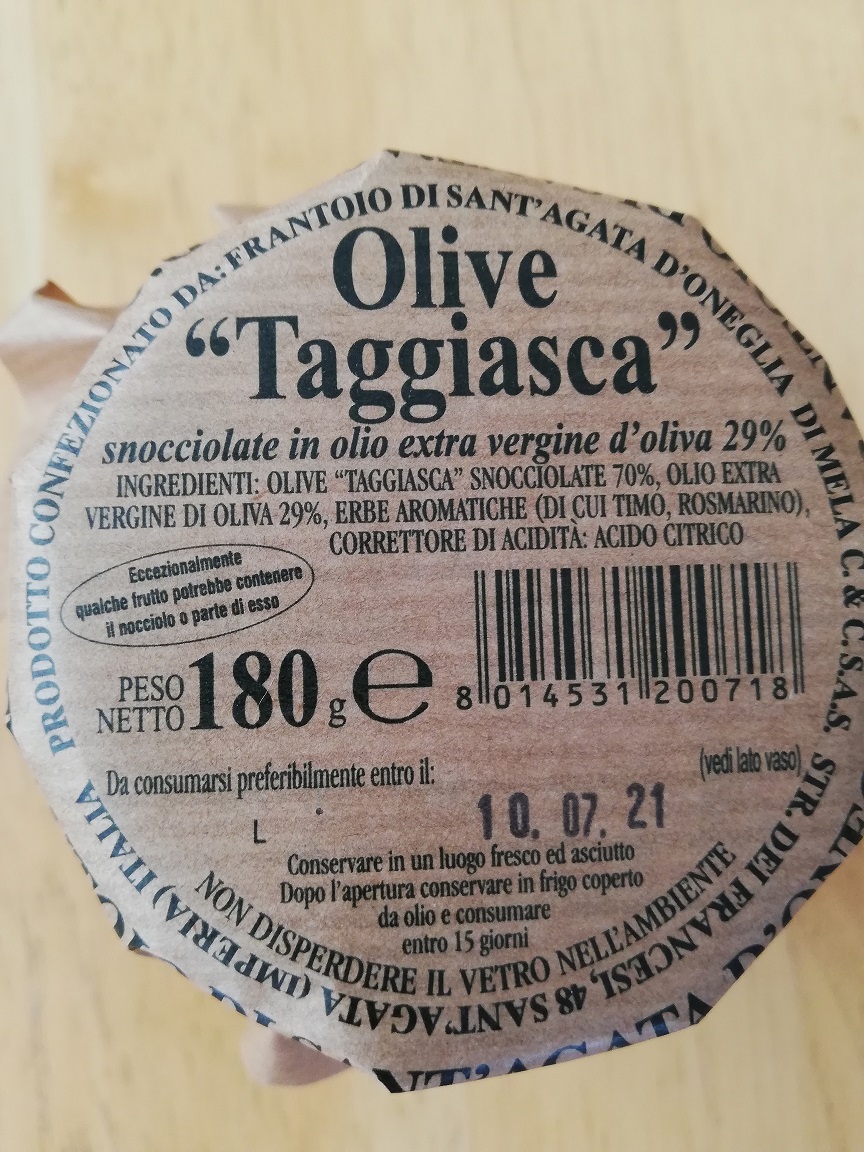 PRODOTTO CONFEZIONATO DA: FRANTOIO DI SANT'AGATA D'ONEGLIA DI MELA C. & C. S.A.S. STR. DEI FRANCESI, 48 SANT'AGATA (IMPERIA) ITALIA
Olive
“Taggiasca”
snocciolate in olio extra vergine d'oliva 29%
INGREDIENTI: OLIVE “TAGGIASCA” SNOCCIOLATE 70%, OLIO EXTRA
VERGINE DI OLIVA 29%, ERBE AROMATICHE (DI CUI TIMO, ROSMARINO),
CORRETTORE DI ACIDITÀ: ACIDO CITRICO
Eccezionalmente
qualche frutto potrebbe contenere
il nocciolo o parte di esso
PESO
NETTO 180 g e
8 014531 200718
Da consumarsi preferibilmente entro il:
(vedi lato vaso)
L
10. 07. 21
Conservare in un luogo fresco ed asciutto
Dopo l'apertura conservare in frigo coperto
da olio e consumare
entro 15 giorni
NON DISPERDERE IL VETRO NELL'AMBIENTE